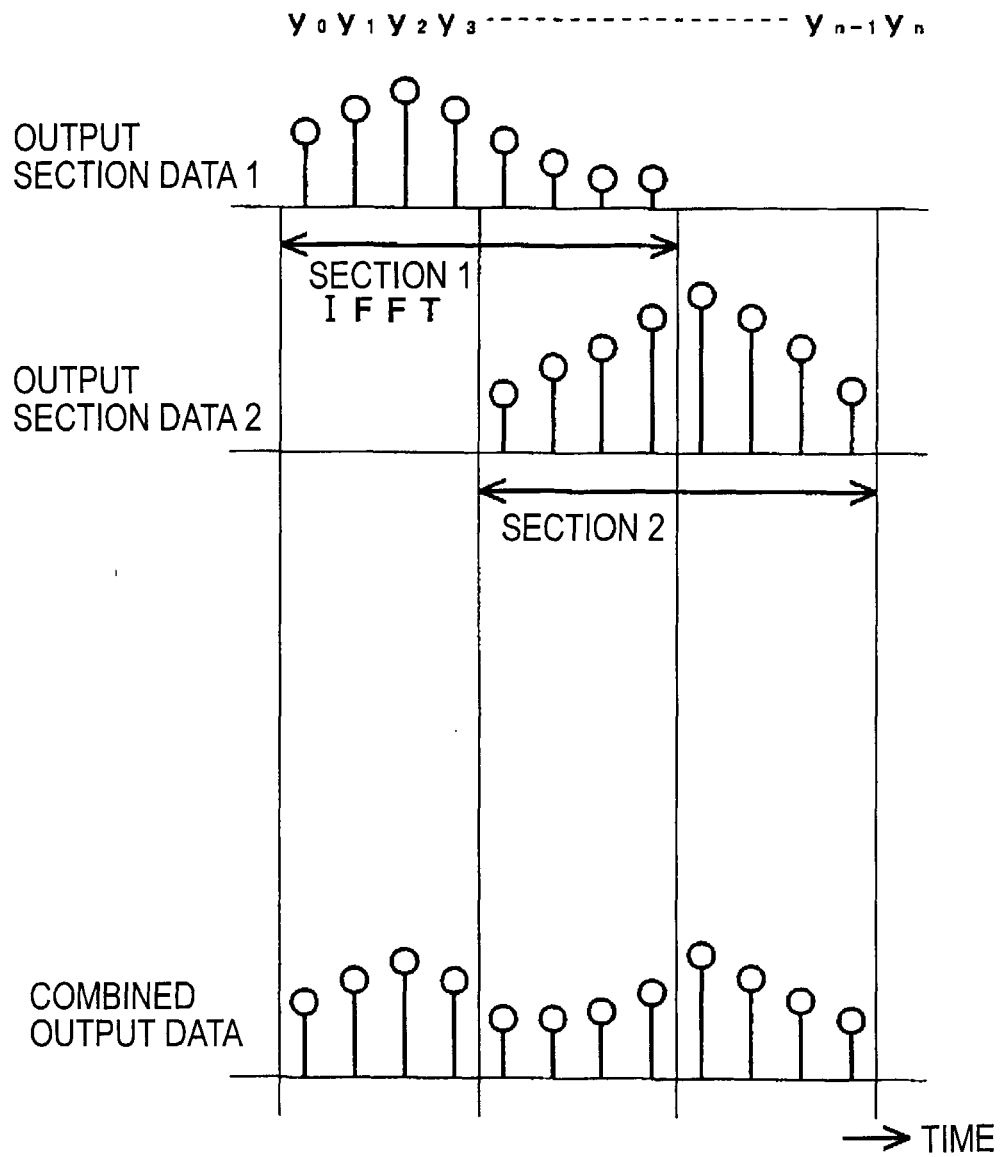 y₀ y₁ y₂ y₃ ---------------------- yₙ₋₁ yₙ
OUTPUT
SECTION DATA 1
SECTION 1
IFFT
OUTPUT
SECTION DATA 2
SECTION 2
COMBINED
OUTPUT DATA
TIME